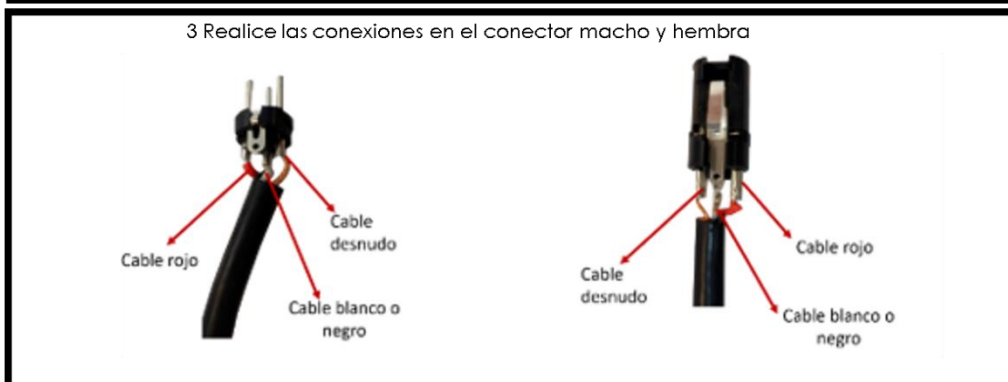 3 Realice las conexiones en el conector macho y hembra
Cable rojo
Cable
desnudo
Cable blanco o
negro
Cable
desnudo
Cable rojo
Cable blanco o
negro